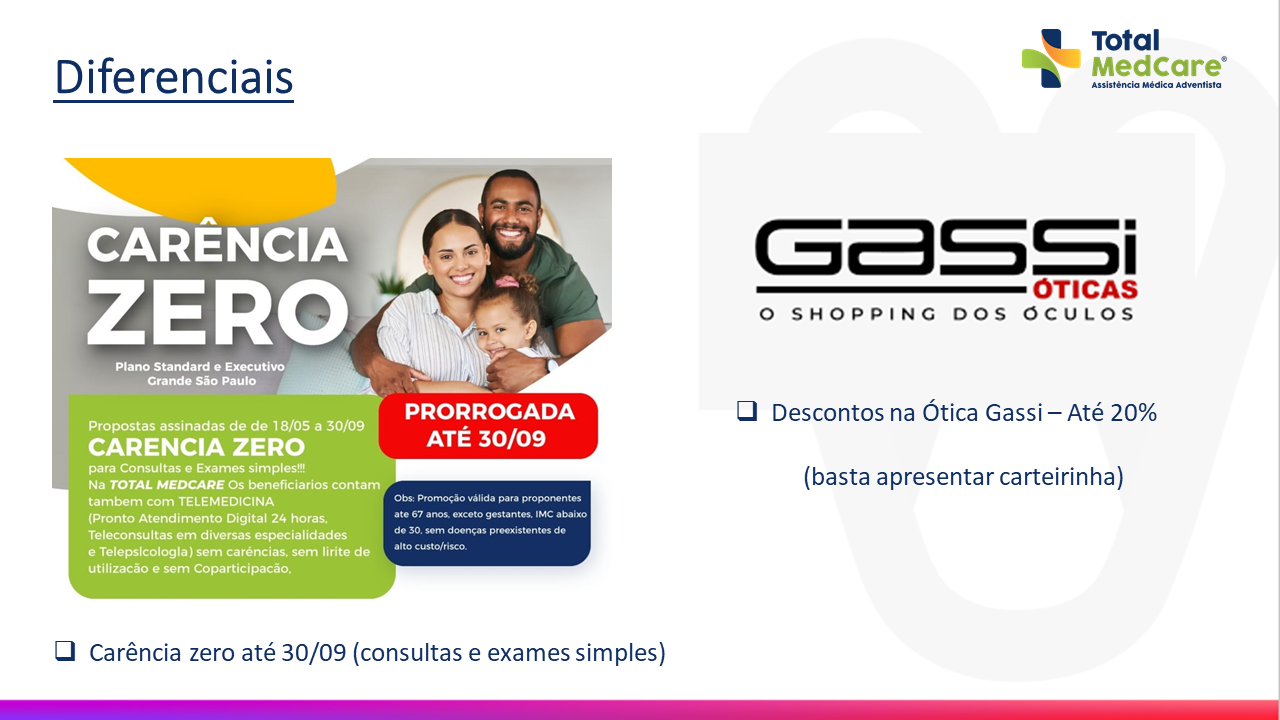 Diferenciais
Total
MedCare®
Assistência Médica Adventista
CARÊNCIA
ZERO
Plano Standard e Executivo
Grande São Paulo
PRORROGADA
ATÉ 30/09
Propostas assinadas de de 18/05 a 30/09
CARENCIA ZERO
para Consultas e Exames simples!!!
Na TOTAL MEDCARE Os beneficiarios contam
tambem com TELEMEDICINA
(Pronto Atendimento Digital 24 horas,
Teleconsultas em diversas especialidades
e Telepsicologla) sem caréncias, sem lirite de
utilizacão e sem Coparticipacão,
Obs: Promoção válida para proponentes
ate 67 anos, exceto gestantes, IMC abaixo
de 30, sem doenças preexistentes de
alto custo/risco.
Carência zero até 30/09 (consultas e exames simples)
GASSi
ÓTICAS
O SHOPPING DOS ÓCULOS
Descontos na Ótica Gassi – Até 20%
(basta apresentar carteirinha)